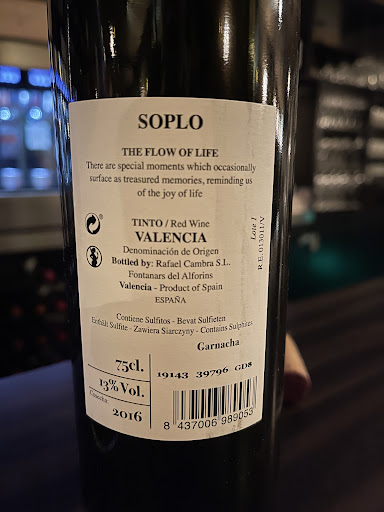 SOPLO
THE FLOW OF LIFE
There are special moments which occasionally
surface as treasured memories, reminding us
of the joy of life
TINTO / Red Wine
VALENCIA
Denominación de Origen
Bottled by: Rafael Cambra S.L.
Fontanars del Alforins
Valencia - Product of Spain
ESPAÑA
Lote 1
R.E. 013011/V
Contiene Sulfitos - Bevat Sulfieten
Enthält Sulfite - Zawiera Siarczyny - Contains Sulphites
Garnacha
75cl.
13% Vol.
Cosecha
2016
19143 39796 GD8
8 437006 989053